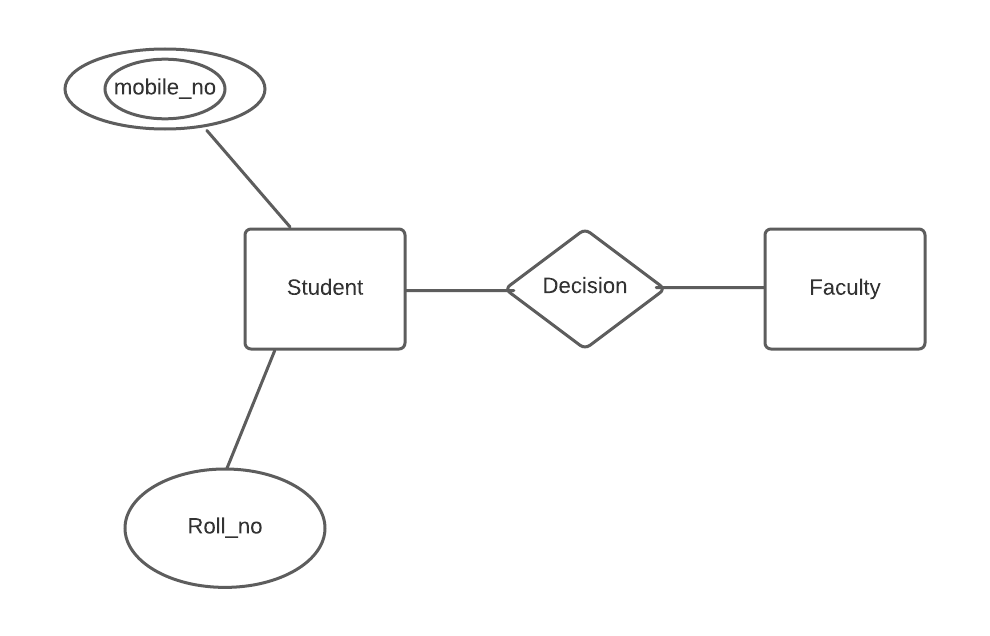 mobile_no
Student
Decision
Faculty
Roll_no